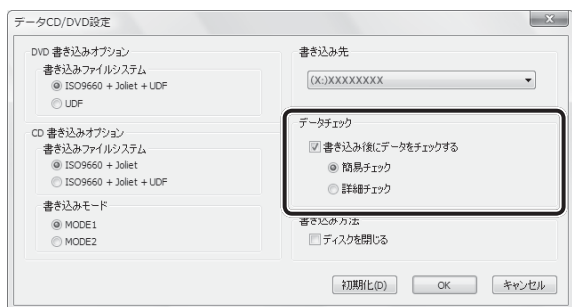 データCD/DVD設定
DVD 書き込みオプション
書き込みファイルシステム
ISO9660 + Joliet + UDF
UDF
CD 書き込みオプション
書き込みファイルシステム
ISO9660 + Joliet
ISO9660 + Joliet + UDF
書き込みモード
MODE1
MODE2
書き込み先
(X:)XXXXXXXX
データチェック
書き込み後にデータをチェックする
簡易チェック
詳細チェック
書き込み方法
ディスクを閉じる
初期化(D)
OK
キャンセル